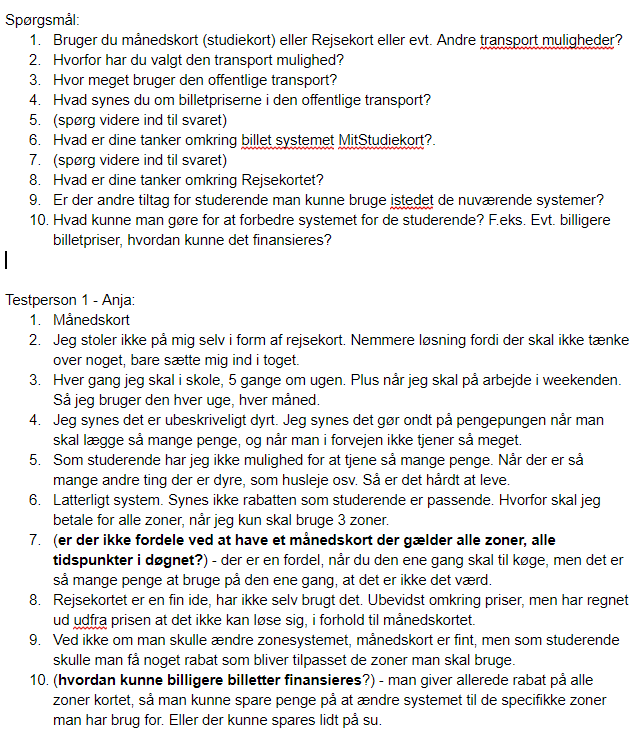 Spørgsmål:
1. Bruger du månedskort (studiekort) eller Rejsekort eller evt. Andre transport muligheder?
2. Hvorfor har du valgt den transport mulighed?
3. Hvor meget bruger den offentlige transport?
4. Hvad synes du om billetpriserne i den offentlige transport?
5. (spørg videre ind til svaret)
6. Hvad er dine tanker omkring billet systemet MitStudiekort?.
7. (spørg videre ind til svaret)
8. Hvad er dine tanker omkring Rejsekortet?
9. Er der andre tiltag for studerende man kunne bruge istedet de nuværende systemer?
10. Hvad kunne man gøre for at forbedre systemet for de studerende? F.eks. Evt. billigere
billetpriser, hvordan kunne det finansieres?
Testperson 1 - Anja:
1. Månedskort
2. Jeg stoler ikke på mig selv i form af rejsekort. Nemmere løsning fordi der skal ikke tænke
over noget, bare sætte mig ind i toget.
3. Hver gang jeg skal i skole, 5 gange om ugen. Plus når jeg skal på arbejde i weekenden.
Så jeg bruger den hver uge, hver måned.
4. Jeg synes det er ubeskriveligt dyrt. Jeg synes det gør ondt på pengepungen når man
skal lægge så mange penge, og når man i forvejen ikke tjener så meget.
5. Som studerende har jeg ikke mulighed for at tjene så mange penge. Når der er så
mange andre ting der er dyre, som husleje osv. Så er det hårdt at leve.
6. Latterligt system. Synes ikke rabatten som studerende er passende. Hvorfor skal jeg
betale for alle zoner, når jeg kun skal bruge 3 zoner.
7. (er der ikke fordele ved at have et månedskort der gælder alle zoner, alle
tidspunkter i døgnet?) - der er en fordel, når du den ene gang skal til køge, men det er
så mange penge at bruge på den ene gang, at det er ikke det værd.
8. Rejsekortet er en fin ide, har ikke selv brugt det. Ubevidst omkring priser, men har regnet
ud udfra prisen at det ikke kan løse sig, i forhold til månedskortet.
9. Ved ikke om man skulle ændre zonesystemet, månedskort er fint, men som studerende
skulle man få noget rabat som bliver tilpasset de zoner man skal bruge.
10. (hvordan kunne billigere billetter finansieres?) - man giver allerede rabat på alle
zoner kortet, så man kunne spare penge på at ændre systemet til de specifikke zoner
man har brug for. Eller der kunne spares lidt på su.